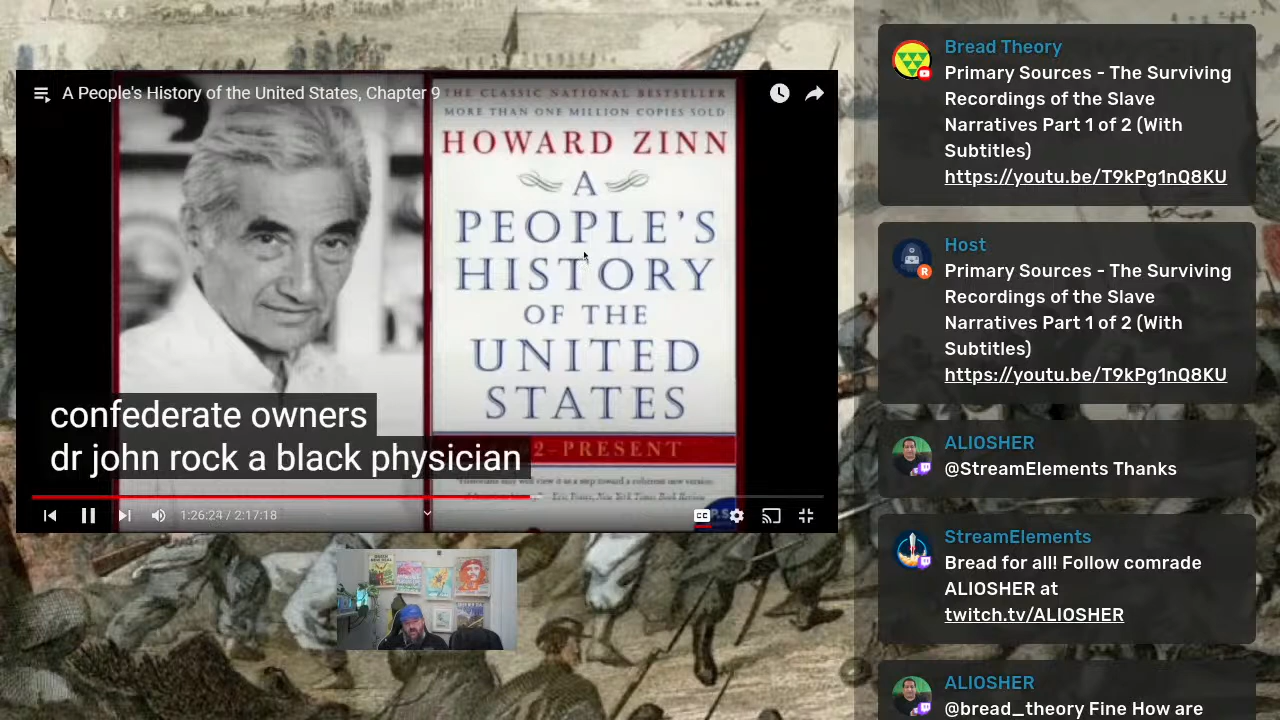 A People's History of the United States, Chapter 9
THE CLASSIC NATIONAL BESTSELLER
MORE THAN ONE MILLION COPIES SOLD
HOWARD ZINN
A
PEOPLE'S
HISTORY
OF THE
UNITED
STATES
2-PRESENT
confederate owners
dr john rock a black physician
1:26:24 / 2:17:18
CC
P.S.
Bread Theory
Primary Sources - The Surviving
Recordings of the Slave
Narratives Part 1 of 2 (With
Subtitles)
https://youtu.be/T9kPg1nQ8KU
Host
Primary Sources - The Surviving
Recordings of the Slave
Narratives Part 1 of 2 (With
Subtitles)
https://youtu.be/T9kPg1nQ8KU
ALIOSHER
@StreamElements Thanks
StreamElements
Bread for all! Follow comrade
ALIOSHER at
twitch.tv/ALIOSHER
ALIOSHER
@bread_theory Fine How are